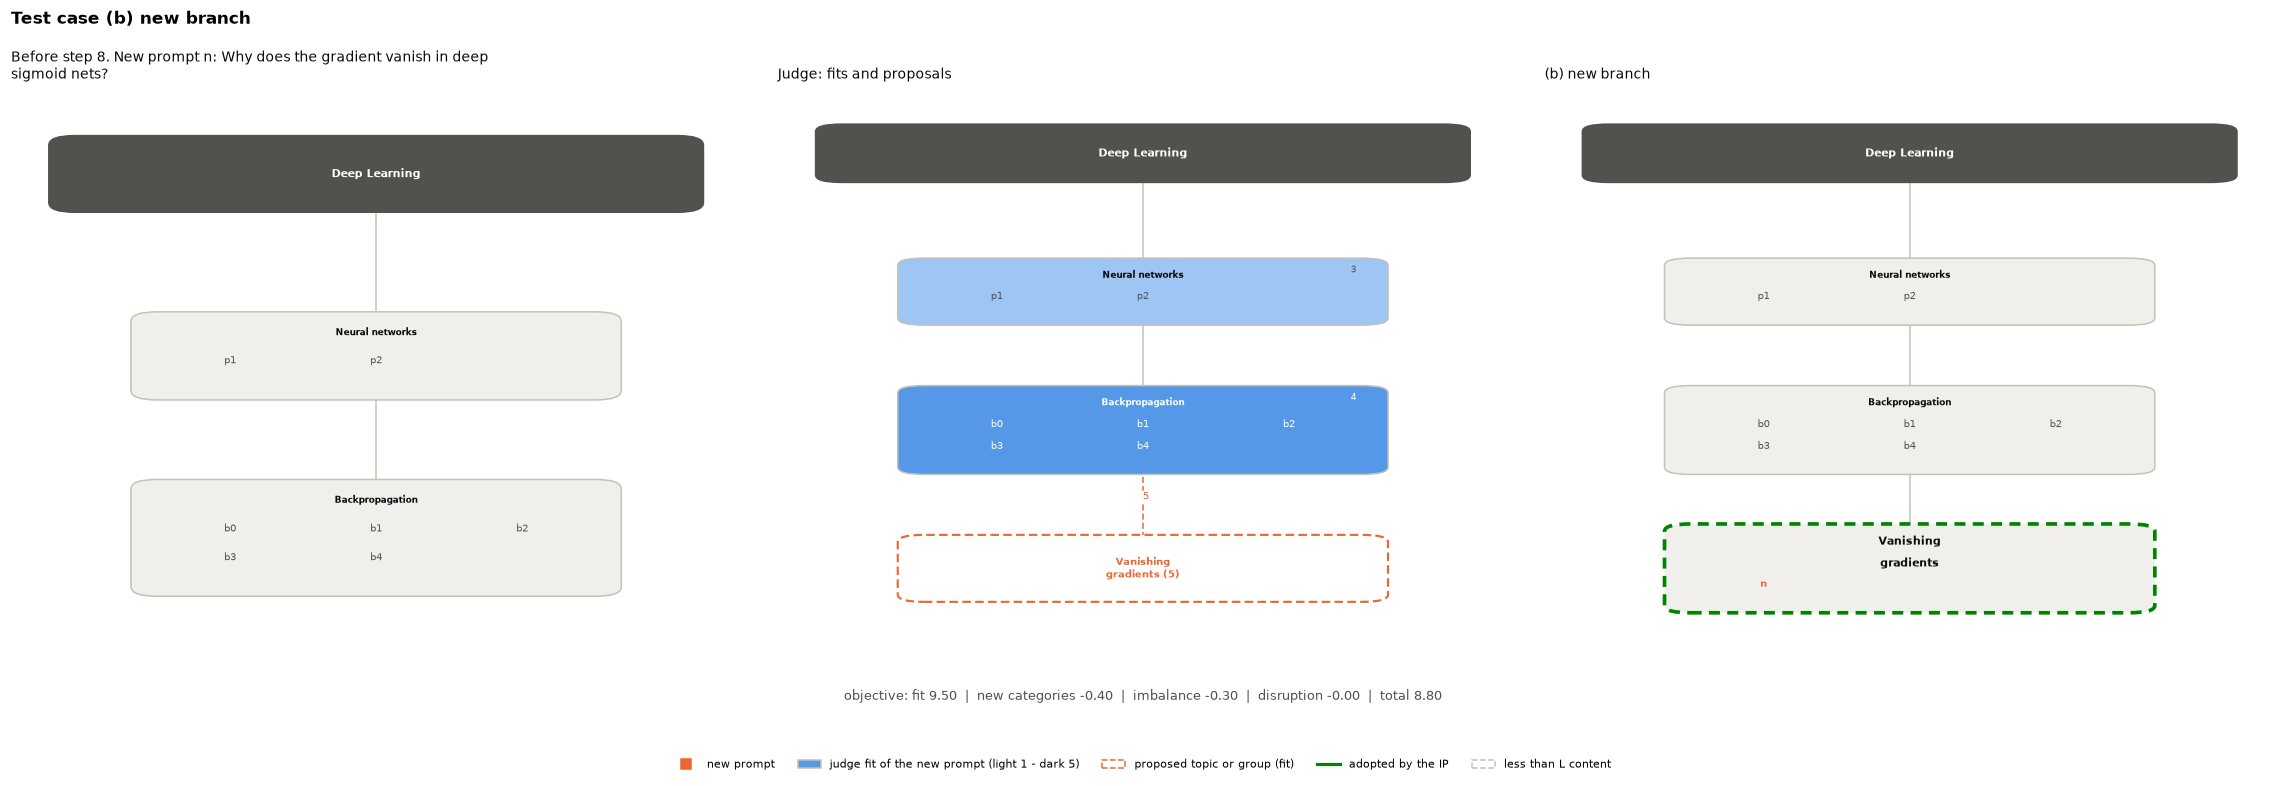 Test case (b) new branch
Before step 8. New prompt n: Why does the gradient vanish in deep
sigmoid nets?
Deep Learning
Neural networks
p1 p2
Backpropagation
b0 b1 b2
b3 b4
Judge: fits and proposals
Deep Learning
Neural networks 3
p1 p2
Backpropagation 4
b0 b1 b2
b3 b4
5
Vanishing
gradients (5)
(b) new branch
Deep Learning
Neural networks
p1 p2
Backpropagation
b0 b1 b2
b3 b4
Vanishing
gradients
n
objective: fit 9.50 | new categories -0.40 | imbalance -0.30 | disruption -0.00 | total 8.80
new prompt judge fit of the new prompt (light 1 - dark 5) proposed topic or group (fit) adopted by the IP less than L content